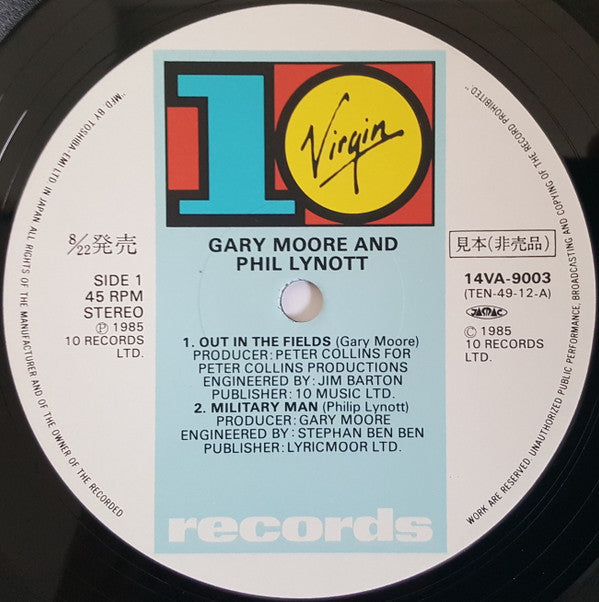 10
Virgin
GARY MOORE AND
PHIL LYNOTT
8/22発売
SIDE 1
45 RPM
STEREO
Ⓟ 1985
10 RECORDS
LTD.
見本(非売品)
14VA-9003
(TEN-49-12-A)
JASRAC
© 1985
10 RECORDS
LTD.
1. OUT IN THE FIELDS (Gary Moore)
PRODUCER: PETER COLLINS FOR
PETER COLLINS PRODUCTIONS
ENGINEERED BY: JIM BARTON
PUBLISHER: 10 MUSIC LTD.
2. MILITARY MAN (Philip Lynott)
PRODUCER: GARY MOORE
ENGINEERED BY: STEPHAN BEN BEN
PUBLISHER: LYRICMOOR LTD.
records
"MFD BY TOSHIBA EMI LTD IN JAPAN ALL RIGHTS OF THE MANUFACTURER AND OF THE OWNER OF THE RECORDED
WORK ARE RESERVED. UNAUTHORIZED PUBLIC PERFORMANCE, BROADCASTING AND COPYING OF THE RECORD PROHIBITED"